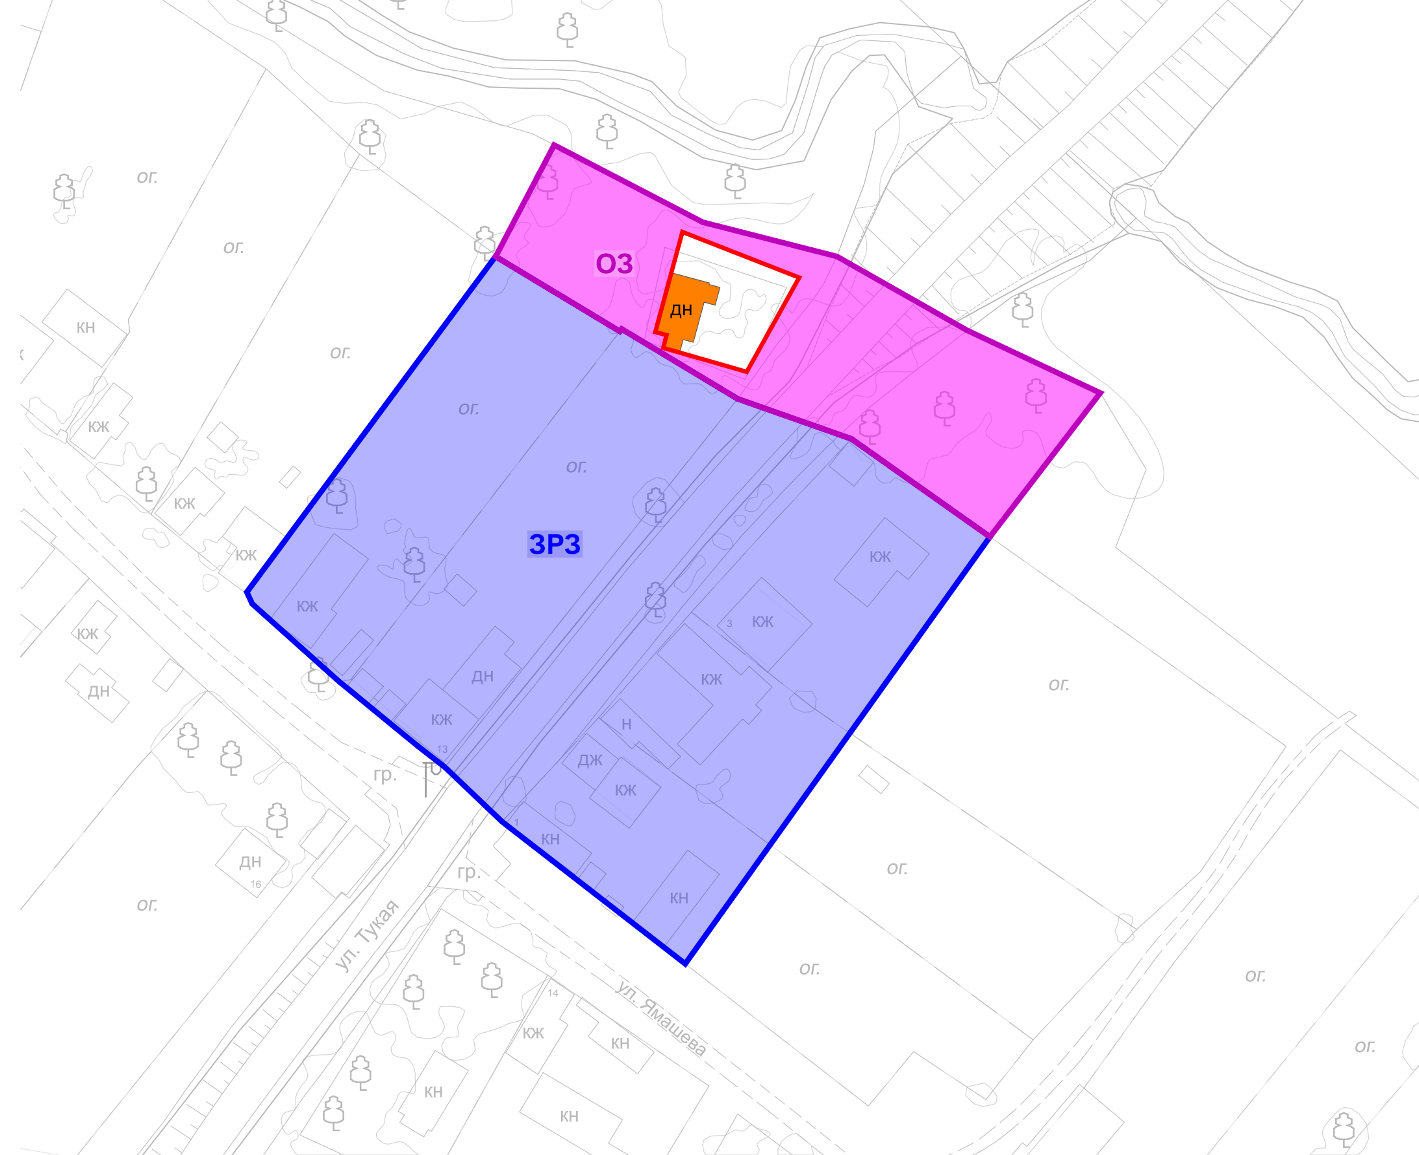 ог.
ог.
ОЗ
ДН
КН
ог.
ог.
КЖ
ог.
КЖ
ЗРЗ
КЖ
КЖ
КЖ
3
КЖ
КЖ
ДН
КЖ
ДН
ог.
КЖ
Н
13
ДЖ
гр.
КЖ
1
КН
ДН
16
гр.
ог.
КН
ог.
ул. Тукая
ог.
ог.
14
ул. Ямашева
КЖ
КН
ог.
КН
КН